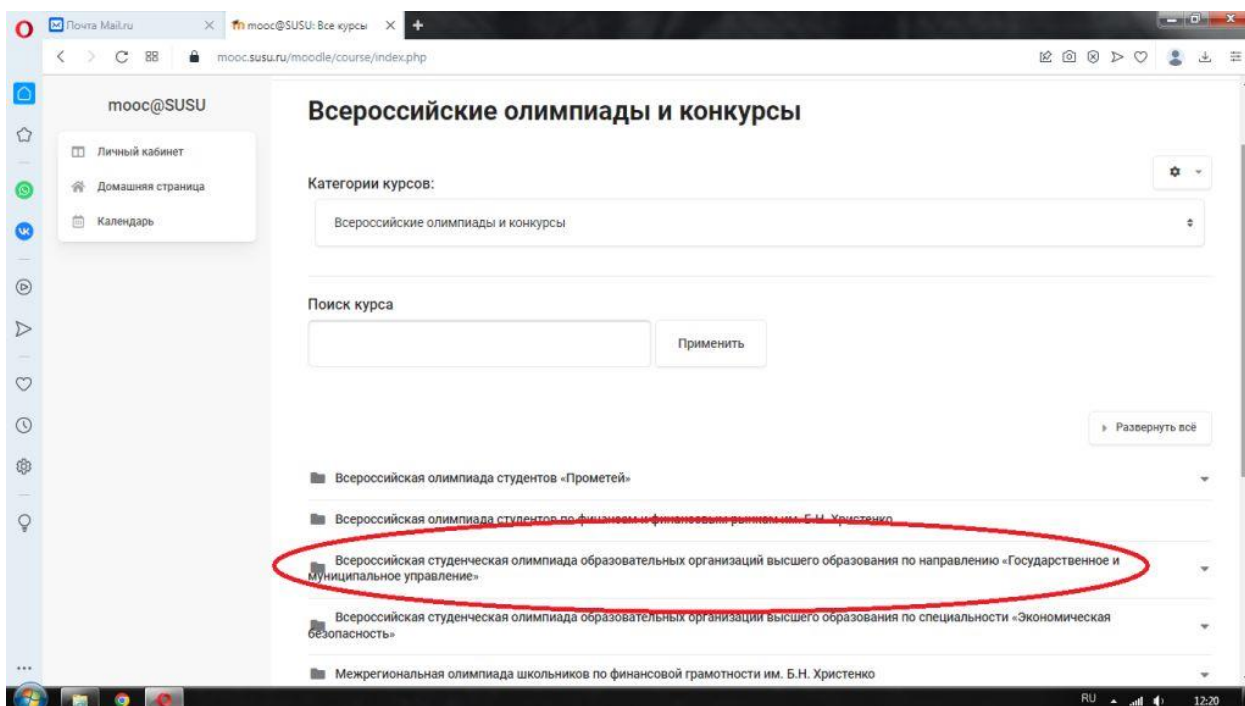 Почта Mail.ru
mooc@SUSU: Все курсы
mooc.susu.ru/moodle/course/index.php
mooc@SUSU
Личный кабинет
Домашняя страница
Календарь
Всероссийские олимпиады и конкурсы
Категории курсов:
Всероссийские олимпиады и конкурсы
Поиск курса
Применить
Развернуть всё
Всероссийская олимпиада студентов «Прометей»
Всероссийская олимпиада студентов по финансам и финансовым рынкам им. Б.Н. Христенко
Всероссийская студенческая олимпиада образовательных организаций высшего образования по направлению «Государственное и
муниципальное управление»
Всероссийская студенческая олимпиада образовательных организаций высшего образования по специальности «Экономическая
безопасность»
Межрегиональная олимпиада школьников по финансовой грамотности им. Б.Н. Христенко
RU
12:20